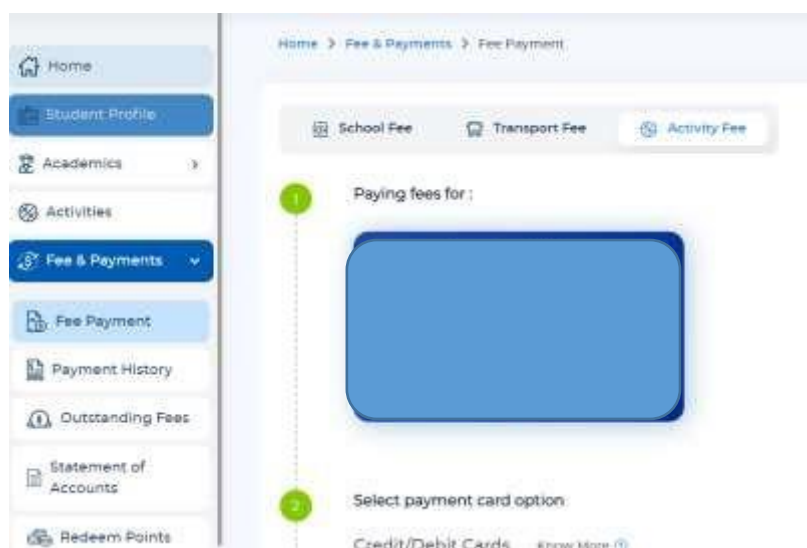 Home > Fee & Payments > Fee Payment
Home
Student Profile
Academics >
Activities
Fee & Payments
Fee Payment
Payment History
Outstanding Fees
Statement of
Accounts
Redeem Points
School Fee
Transport Fee
Activity Fee
1
Paying fees for :
2
Select payment card option
Credit/Debit Cards Know More